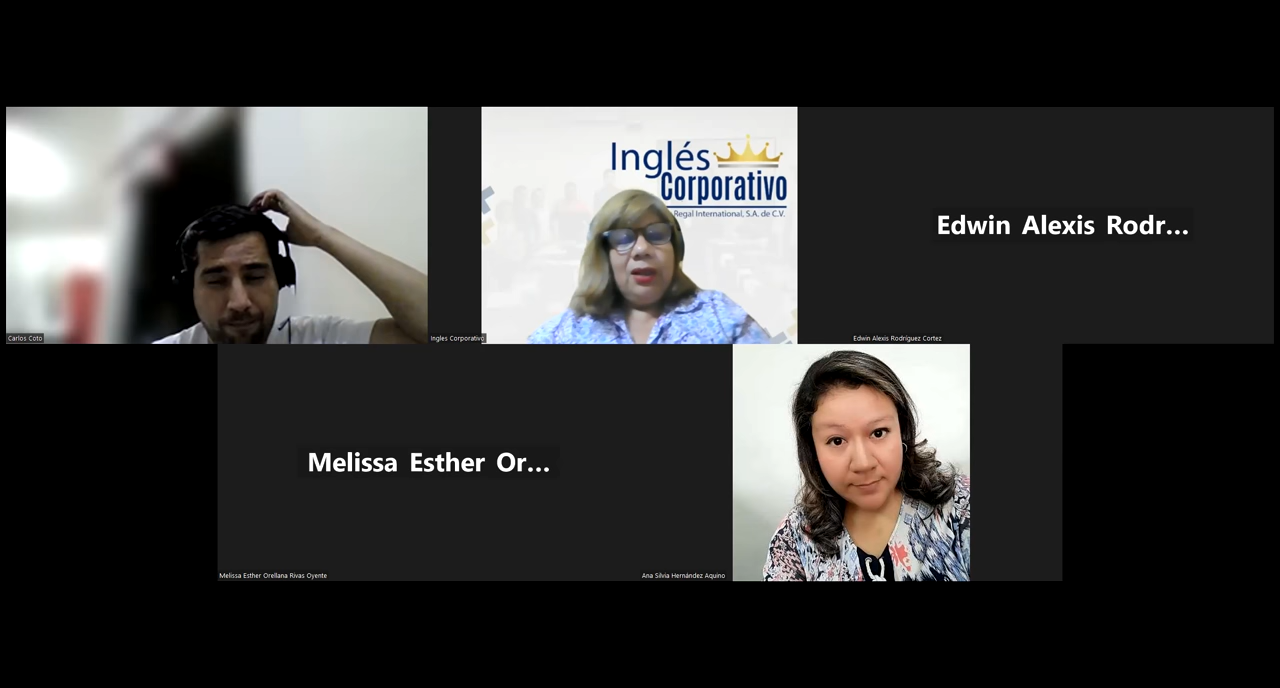 Inglés
Corporativo
Regal International, S.A. de C.V.
Edwin Alexis Rodr...
Carlos Coto
Ingles Corporativo
Edwin Alexis Rodríguez Cortez
Melissa Esther Or...
Melissa Esther Orellana Rivas Oyente
Ana Silvia Hernández Aquino